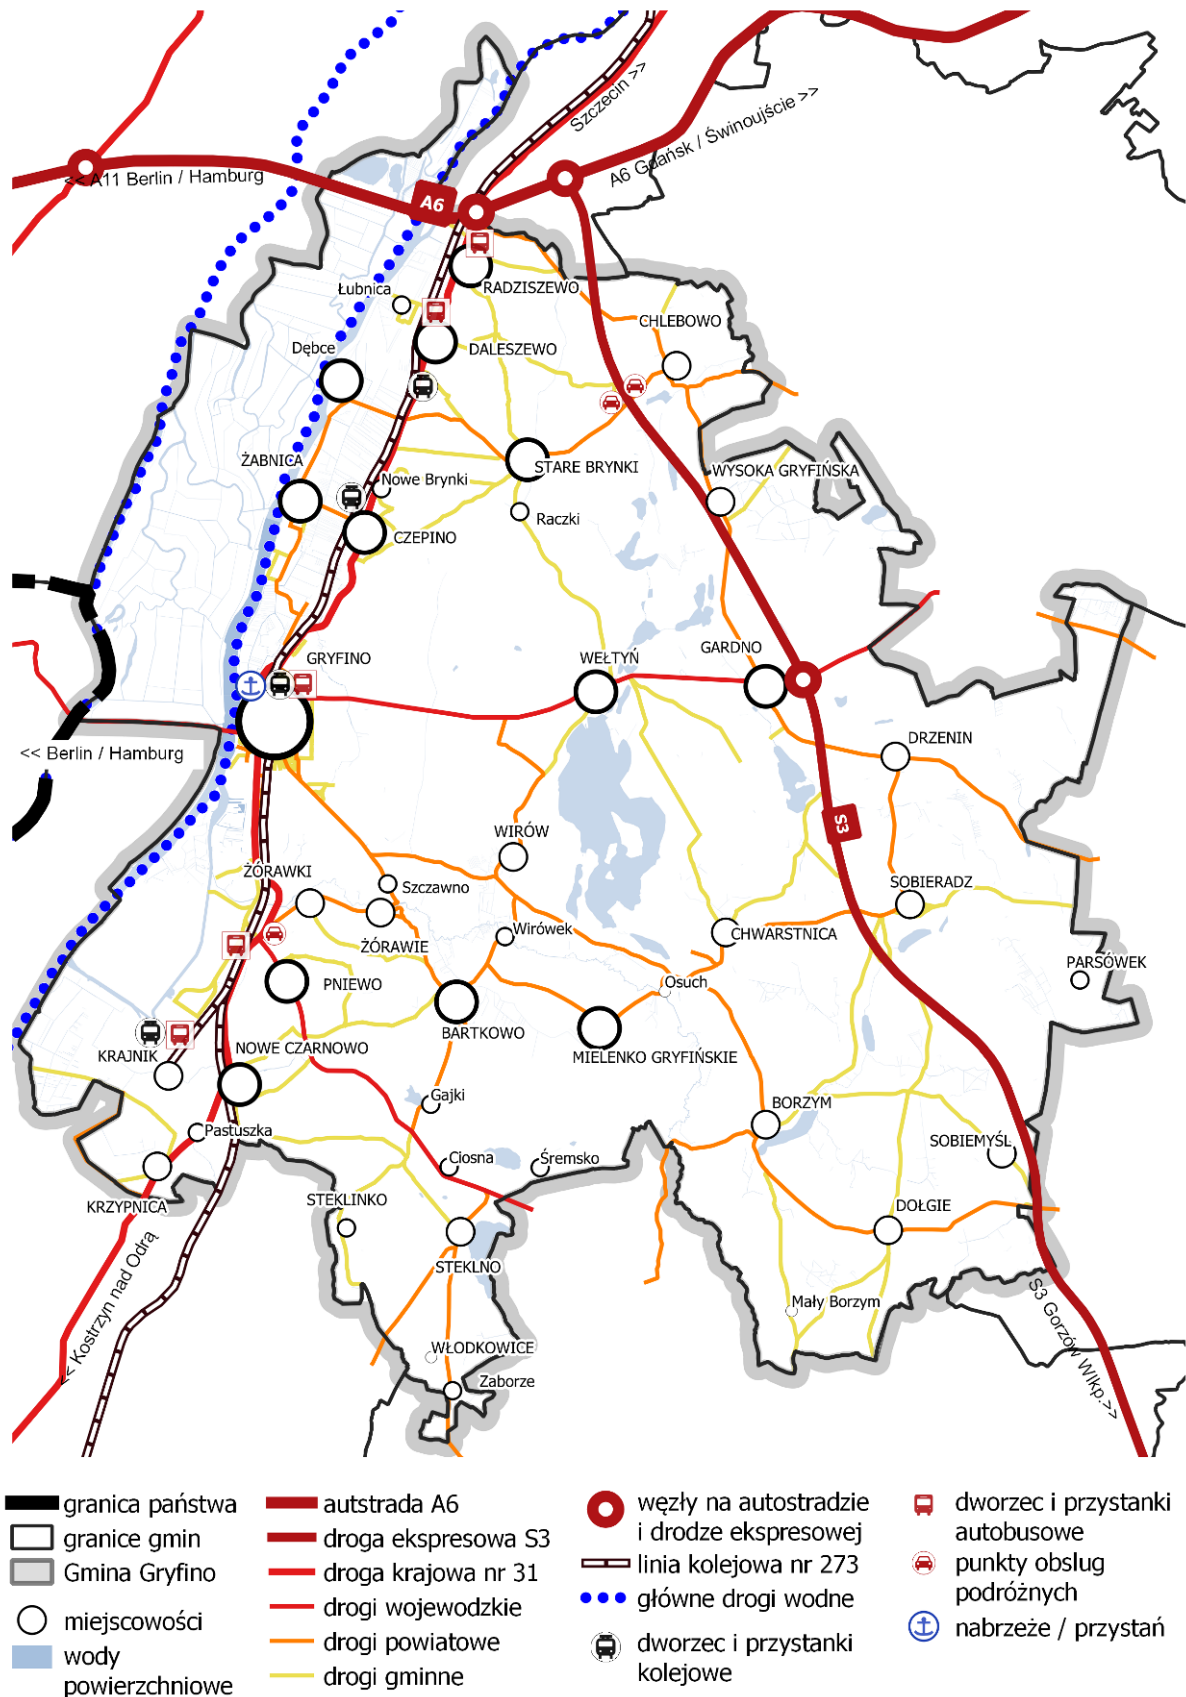 Szczecin >>
A6 Gdańsk / Świnoujście >>
<< A11 Berlin / Hamburg
A6
RADZISZEWO
Łubnica
CHLEBOWO
Dębce
DALESZEWO
ŻABNICA
STARE BRYNKI
WYSOKA GRYFIŃSKA
Nowe Brynki
Raczki
CZEPINO
GRYFINO
WEŁTYŃ
GARDNO
DRZENIN
<< Berlin / Hamburg
S3
WIRÓW
ŻÓRAWKI
Szczawno
SOBIERADZ
Wirówek
CHWARSTNICA
ŻÓRAWIE
PARSÓWEK
PNIEWO
Osuch
BARTKOWO
KRAJNIK
NOWE CZARNOWO
MIELENKO GRYFIŃSKIE
Gajki
BORZYM
Pastuszka
SOBIEMYŚL
Ciosna
Śremsko
KRZYPNICA
STEKLINKO
DOŁGIE
STEKLNO
<< Kostrzyn nad Odrą
Mały Borzym
S3 Gorzów Wlkp.>>
WŁODKOWICE
Zaborze
granica państwa
granice gmin
Gmina Gryfino
miejscowości
wody
powierzchniowe
autstrada A6
droga ekspresowa S3
droga krajowa nr 31
drogi wojewodzkie
drogi powiatowe
drogi gminne
węzły na autostradzie
i drodze ekspresowej
linia kolejowa nr 273
główne drogi wodne
dworzec i przystanki
kolejowe
dworzec i przystanki
autobusowe
punkty obsług
podróżnych
nabrzeże / przystań